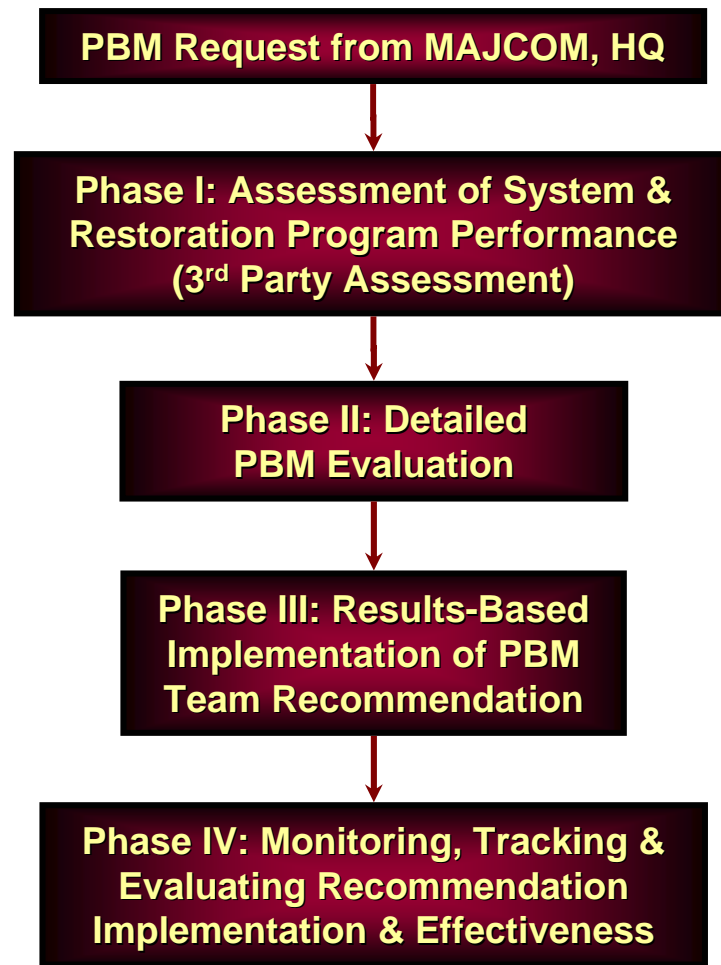 PBM Request from MAJCOM, HQ
Phase I: Assessment of System &
Restoration Program Performance
(3rd Party Assessment)
Phase II: Detailed
PBM Evaluation
Phase III: Results-Based
Implementation of PBM
Team Recommendation
Phase IV: Monitoring, Tracking &
Evaluating Recommendation
Implementation & Effectiveness